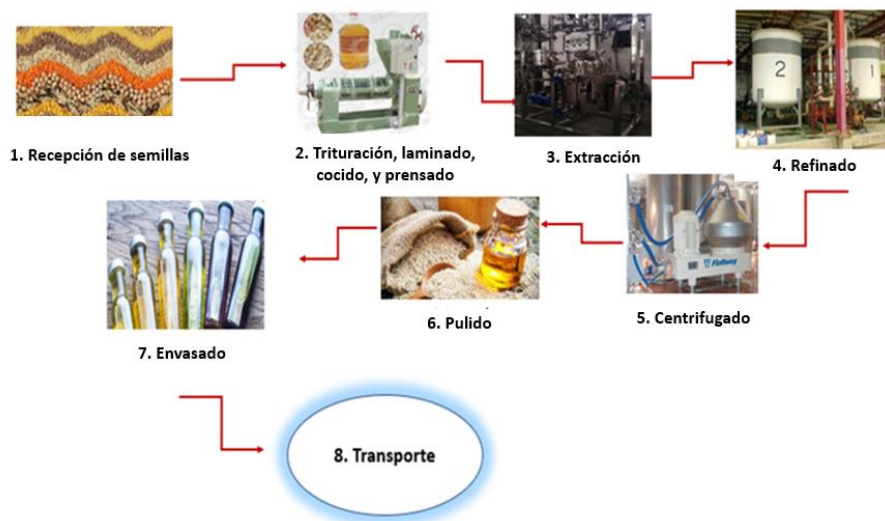 1. Recepción de semillas
2. Trituración, laminado,
cocido, y prensado
3. Extracción
2
1
4. Refinado
5. Centrifugado
6. Pulido
7. Envasado
8. Transporte